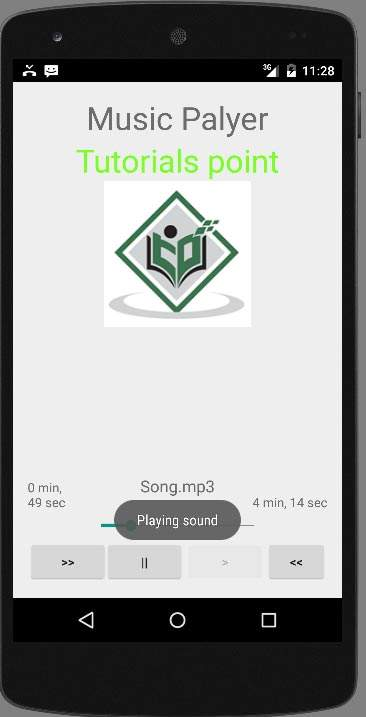 3G
11:28
Music Palyer
Tutorials point
0 min,
49 sec
Song.mp3
4 min, 14 sec
Playing sound
>>
||
>
<<